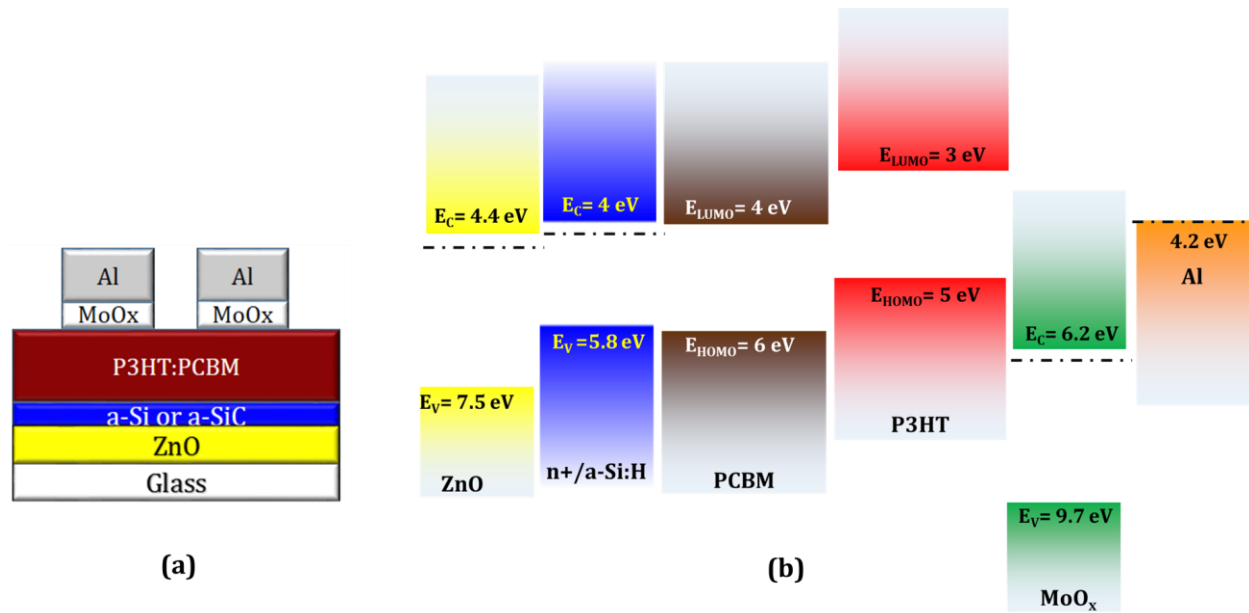 Al
Al
MoOx
MoOx
P3HT:PCBM
a-Si or a-SiC
ZnO
Glass
(a)
E_C= 4.4 eV
E_C= 4 eV
E_LUMO= 4 eV
E_LUMO= 3 eV
E_V= 7.5 eV
E_V= 5.8 eV
E_HOMO= 6 eV
E_HOMO= 5 eV
E_C= 6.2 eV
4.2 eV
Al
ZnO
n+/a-Si:H
PCBM
P3HT
E_V= 9.7 eV
MoO_x
(b)